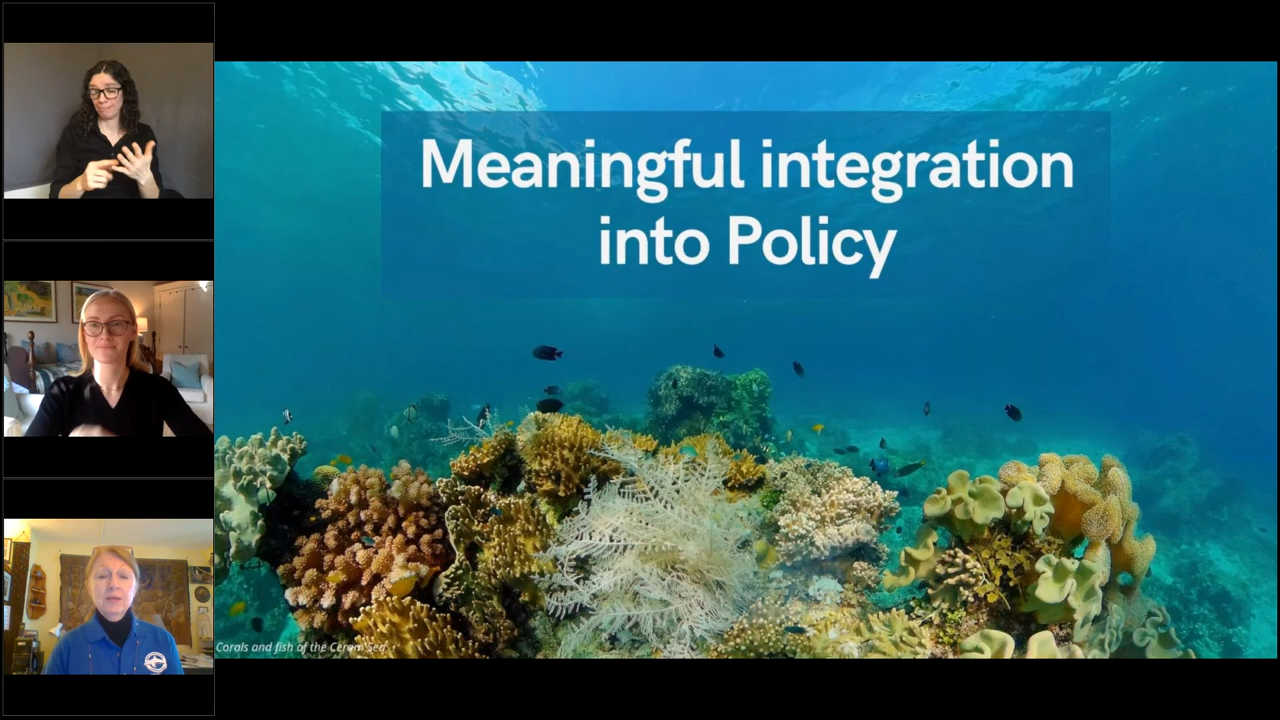 Meaningful integration
into Policy
Corals and fish of the Ceram Sea